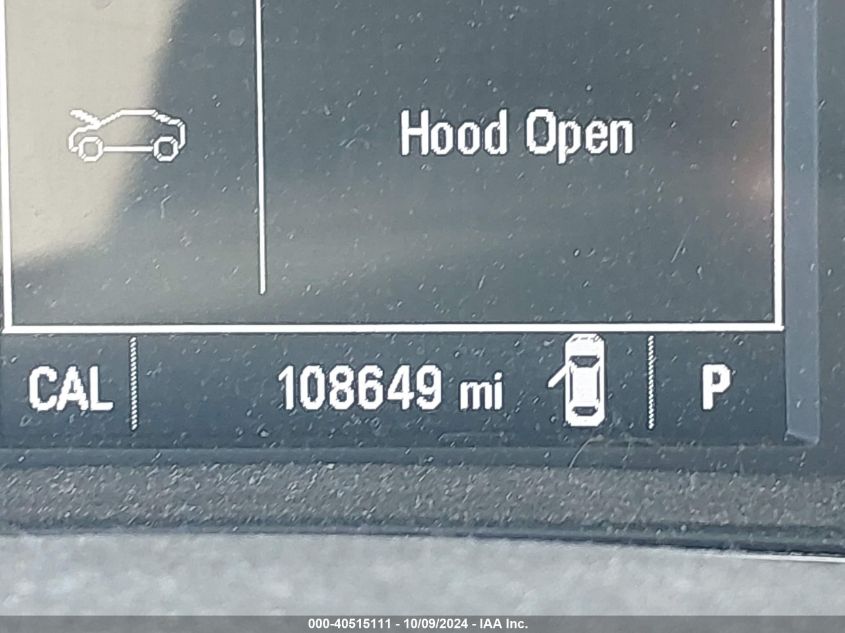 Hood Open
CAL 108649 mi P
000-40515111 - 10/09/2024 - IAA Inc.